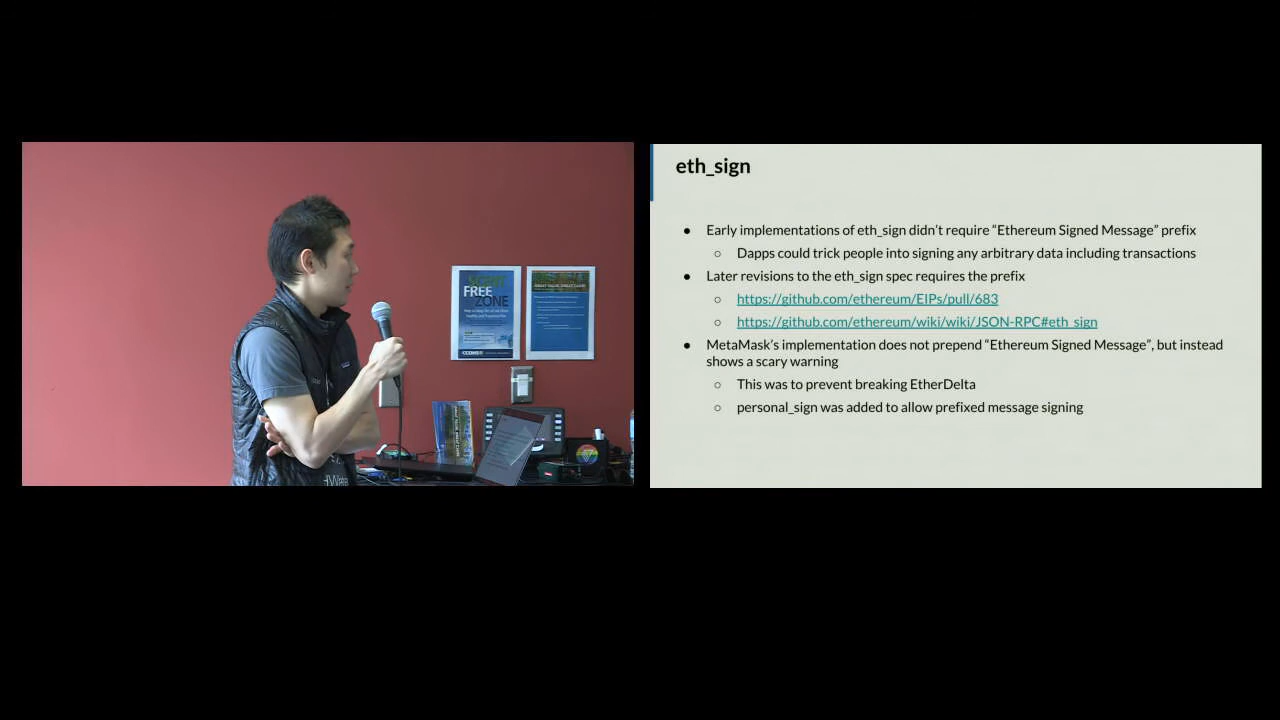 eth_sign
● Early implementations of eth_sign didn't require “Ethereum Signed Message” prefix
○ Dapps could trick people into signing any arbitrary data including transactions
● Later revisions to the eth_sign spec requires the prefix
○ https://github.com/ethereum/EIPs/pull/683
○ https://github.com/ethereum/wiki/wiki/JSON-RPC#eth_sign
● MetaMask's implementation does not prepend “Ethereum Signed Message”, but instead
shows a scary warning
○ This was to prevent breaking EtherDelta
○ personal_sign was added to allow prefixed message signing
FREE
ZONE